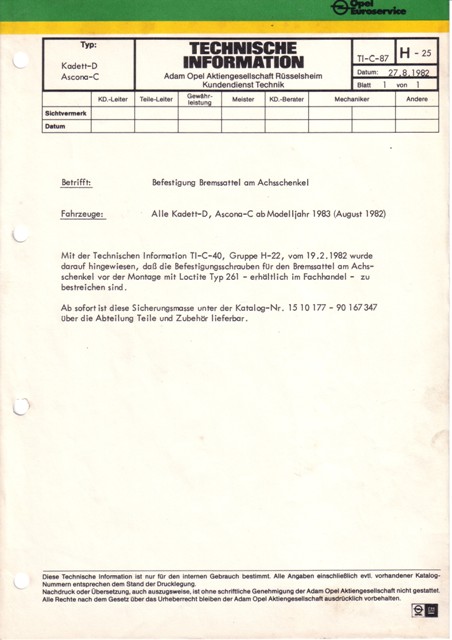 Opel
Euroservice
Typ:
Kadett-D
Ascona-C
TECHNISCHE
INFORMATION
Adam Opel Aktiengesellschaft Rüsselsheim
Kundendienst Technik
TI-C-87
H - 25
Datum: 27.8.1982
Blatt 1 von 1
KD.-Leiter Teile-Leiter Gewähr-
leistung Meister KD.-Berater Mechaniker Andere
Sichtvermerk
Datum
Betrifft: Befestigung Bremssattel am Achsschenkel
Fahrzeuge: Alle Kadett-D, Ascona-C ab Modelljahr 1983 (August 1982)
Mit der Technischen Information TI-C-40, Gruppe H-22, vom 19.2.1982 wurde
darauf hingewiesen, daß die Befestigungsschrauben für den Bremssattel am Achs-
schenkel vor der Montage mit Loctite Typ 261 - erhältlich im Fachhandel - zu
bestreichen sind.
Ab sofort ist diese Sicherungsmasse unter der Katalog-Nr. 15 10 177 - 90 167 347
über die Abteilung Teile und Zubehör lieferbar.
Diese Technische Information ist nur für den internen Gebrauch bestimmt. Alle Angaben einschließlich evtl. vorhandener Katalog-
Nummern entsprechen dem Stand der Drucklegung.
Nachdruck oder Übersetzung, auch auszugsweise, ist ohne schriftliche Genehmigung der Adam Opel Aktiengesellschaft nicht gestattet.
Alle Rechte nach dem Gesetz über das Urheberrecht bleiben der Adam Opel Aktiengesellschaft ausdrücklich vorbehalten.